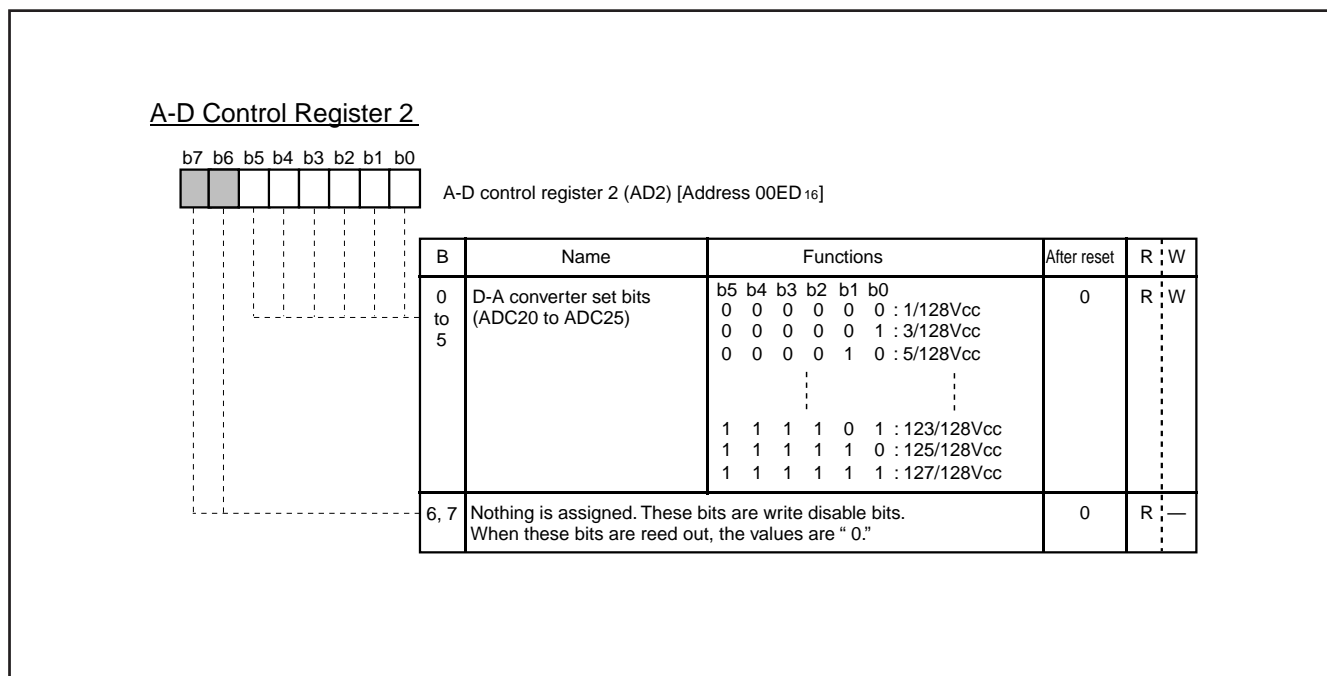 A-D Control Register 2
b7 b6 b5 b4 b3 b2 b1 b0
A-D control register 2 (AD2) [Address 00ED16]
B Name Functions After reset R W
0 to 5 D-A converter set bits (ADC20 to ADC25) 0 R W
b5 b4 b3 b2 b1 b0
0 0 0 0 0 0 : 1/128Vcc
0 0 0 0 0 1 : 3/128Vcc
0 0 0 0 1 0 : 5/128Vcc
1 1 1 1 0 1 : 123/128Vcc
1 1 1 1 1 0 : 125/128Vcc
1 1 1 1 1 1 : 127/128Vcc
6, 7 Nothing is assigned. These bits are write disable bits. 0 R —
When these bits are reed out, the values are “ 0.”